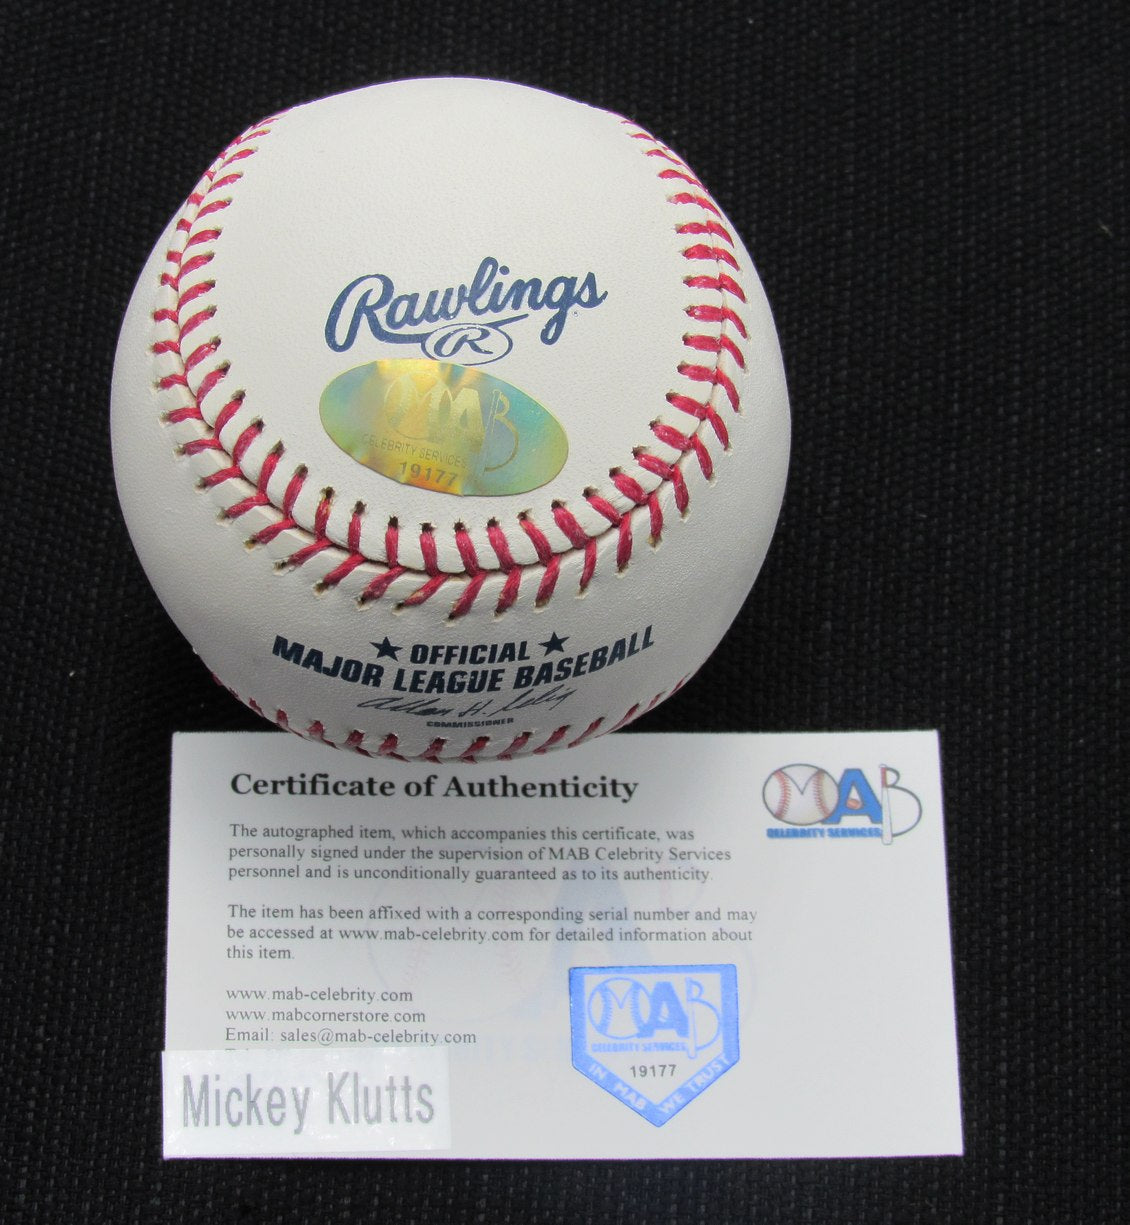 Rawlings
R
MAB
CELEBRITY SERVICES
19177
★ OFFICIAL ★
MAJOR LEAGUE BASEBALL
Allan H. Selig
COMMISSIONER
Certificate of Authenticity
MAB
CELEBRITY SERVICES
The autographed item, which accompanies this certificate, was
personally signed under the supervision of MAB Celebrity Services
personnel and is unconditionally guaranteed as to its authenticity.
The item has been affixed with a corresponding serial number and may
be accessed at www.mab-celebrity.com for detailed information about
this item.
www.mab-celebrity.com
www.mabcornerstore.com
Email: sales@mab-celebrity.com
Mickey Klutts
MAB
CELEBRITY SERVICES
19177
IN MAB WE TRUST